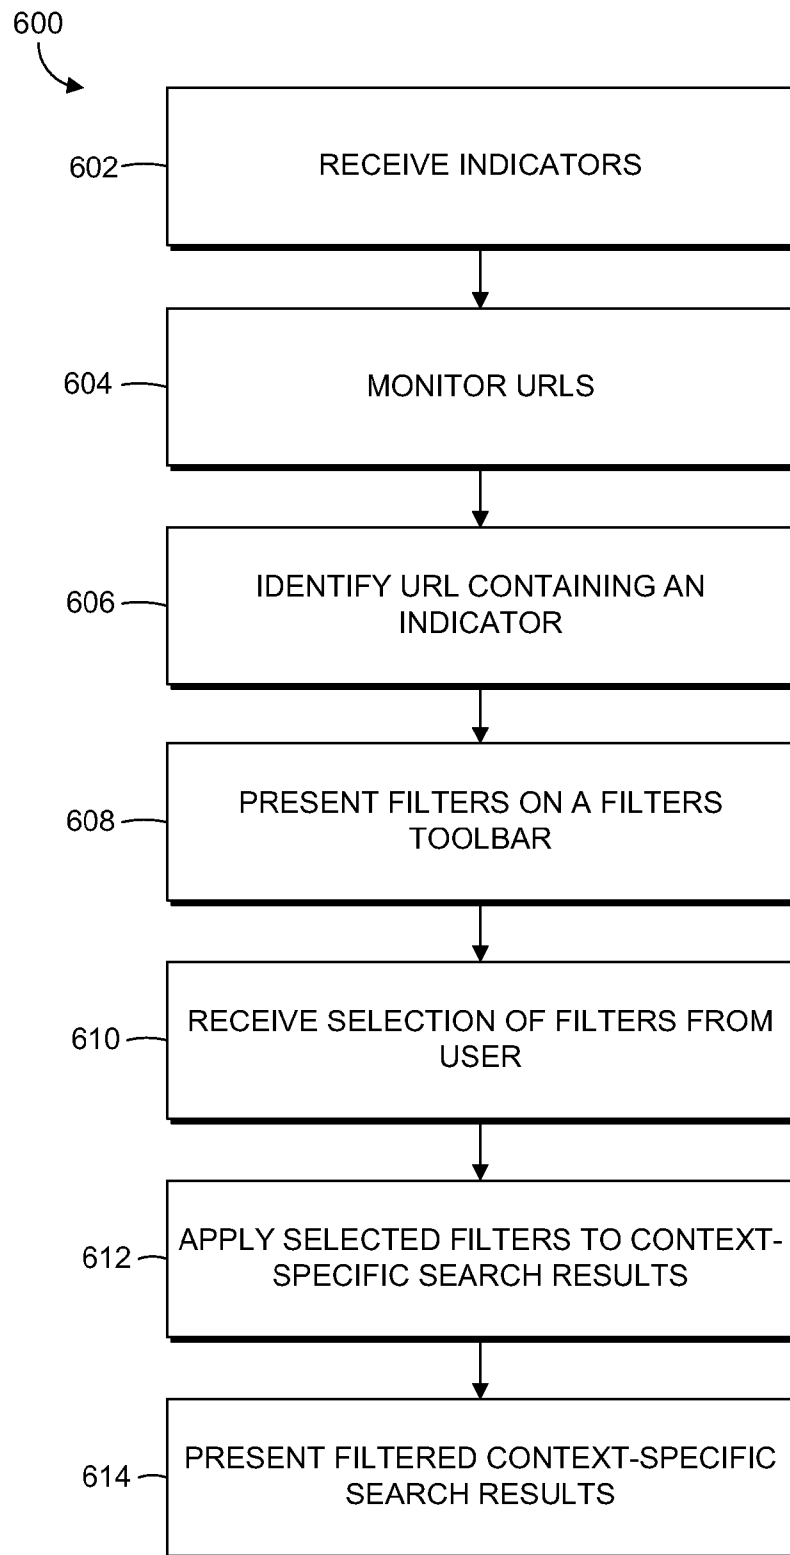 600
602
RECEIVE INDICATORS
604
MONITOR URLS
606
IDENTIFY URL CONTAINING AN
INDICATOR
608
PRESENT FILTERS ON A FILTERS
TOOLBAR
610
RECEIVE SELECTION OF FILTERS FROM
USER
612
APPLY SELECTED FILTERS TO CONTEXT-
SPECIFIC SEARCH RESULTS
614
PRESENT FILTERED CONTEXT-SPECIFIC
SEARCH RESULTS